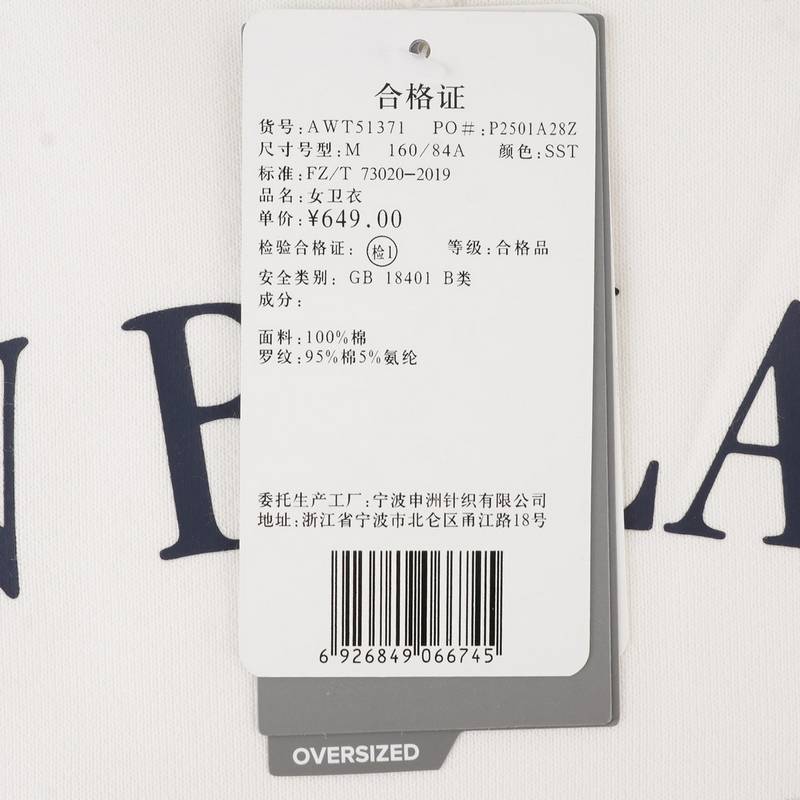 合格证
货号:AWT51371 PO#:P2501A28Z
尺寸号型:M 160/84A 颜色:SST
标准:FZ/T 73020-2019
品名:女卫衣
单价:¥649.00
检验合格证: 检1 等级:合格品
安全类别: GB 18401 B类
成分:
面料:100%棉
罗纹:95%棉5%氨纶
委托生产工厂:宁波申洲针织有限公司
地址:浙江省宁波市北仑区甬江路18号
6 926849 066745
OVERSIZED